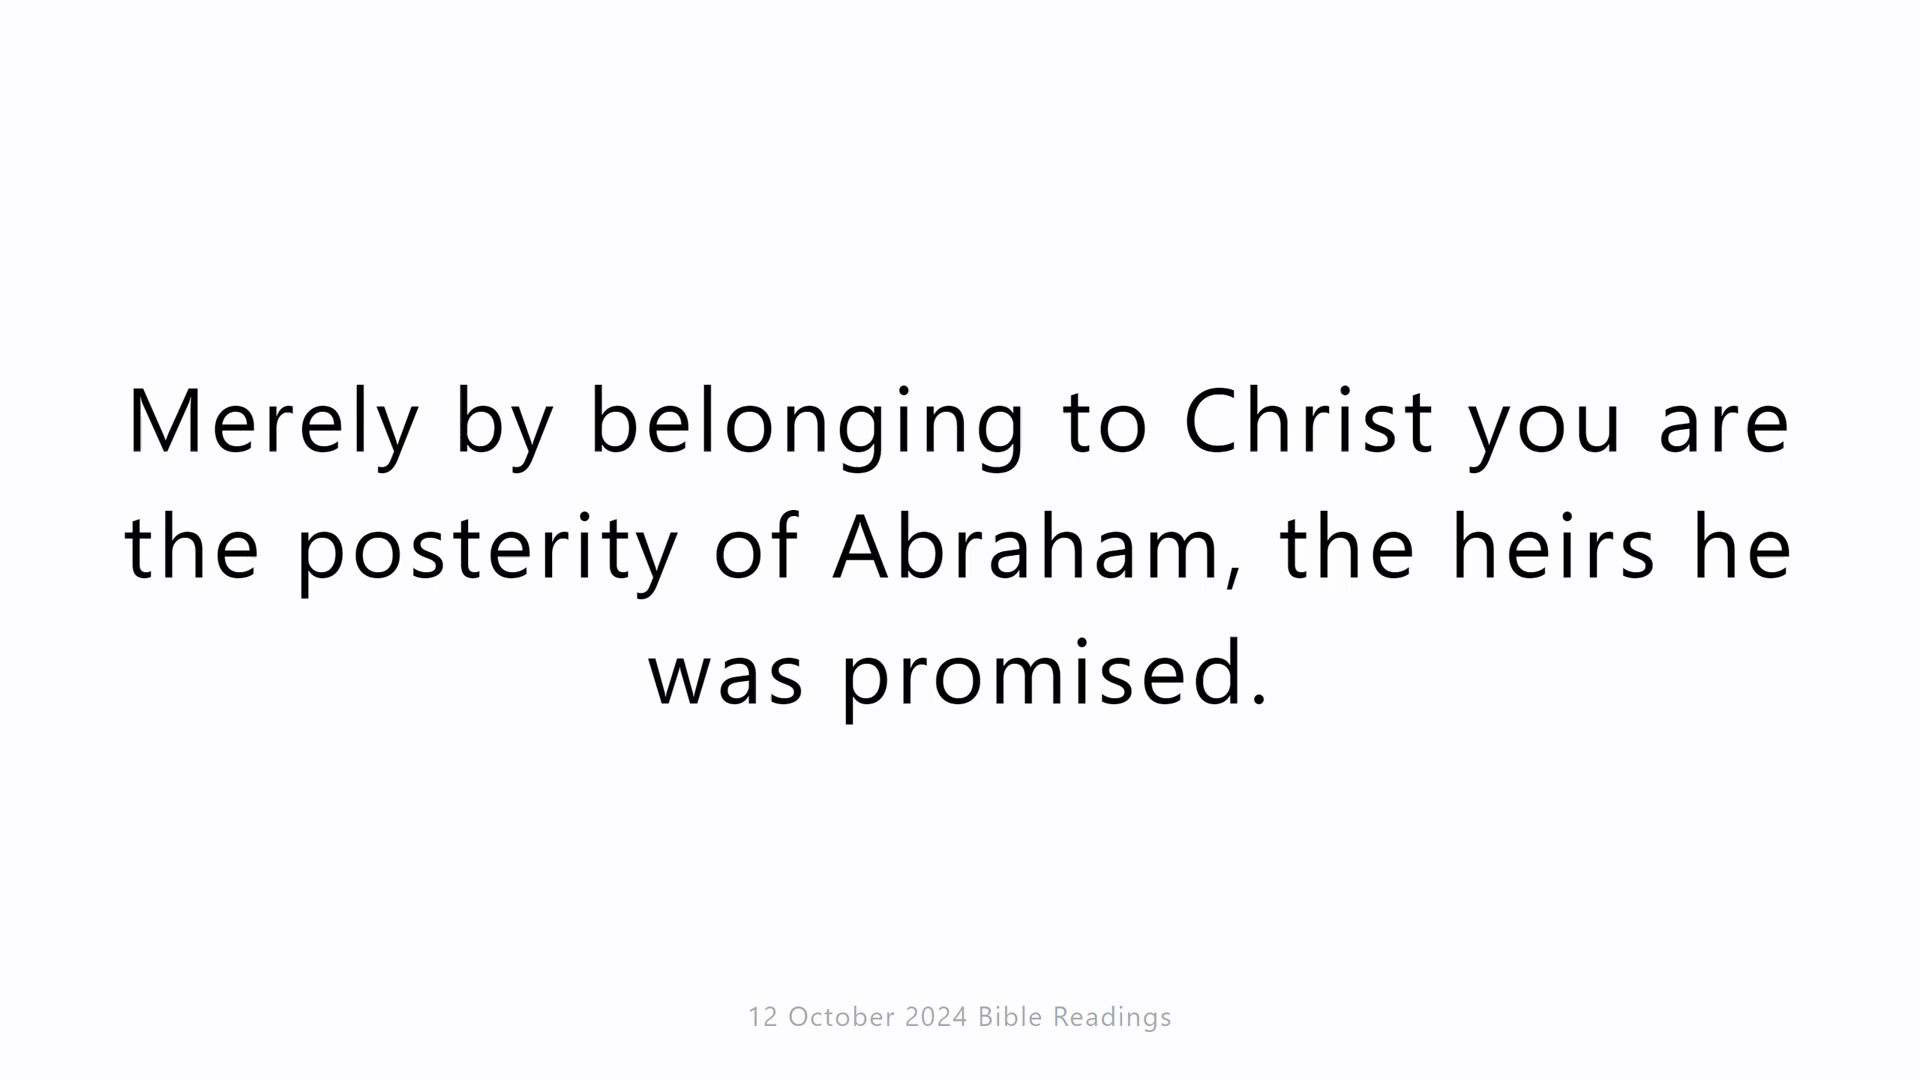 Merely by belonging to Christ you are
the posterity of Abraham, the heirs he
was promised.
12 October 2024 Bible Readings